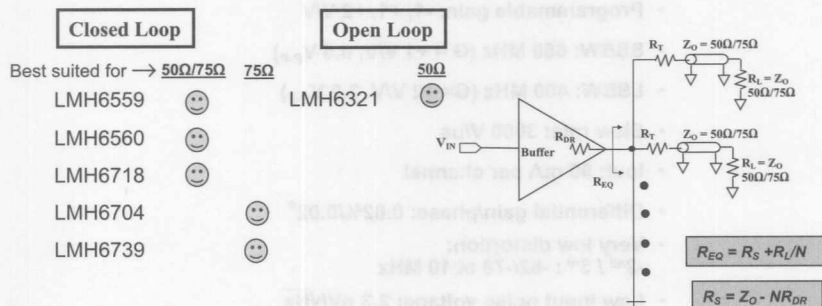 Closed Loop
Open Loop
Best suited for → 50Ω/75Ω 75Ω 50Ω
LMH6559
LMH6321
LMH6560
LMH6718
LMH6704
LMH6739
R_T
Z_O = 50Ω/75Ω
R_L = Z_O
50Ω/75Ω
V_IN
Buffer
R_DR
R_EQ
R_T
Z_O = 50Ω/75Ω
R_L = Z_O
50Ω/75Ω
R_EQ = R_S +R_L/N
R_S = Z_O- NR_DR